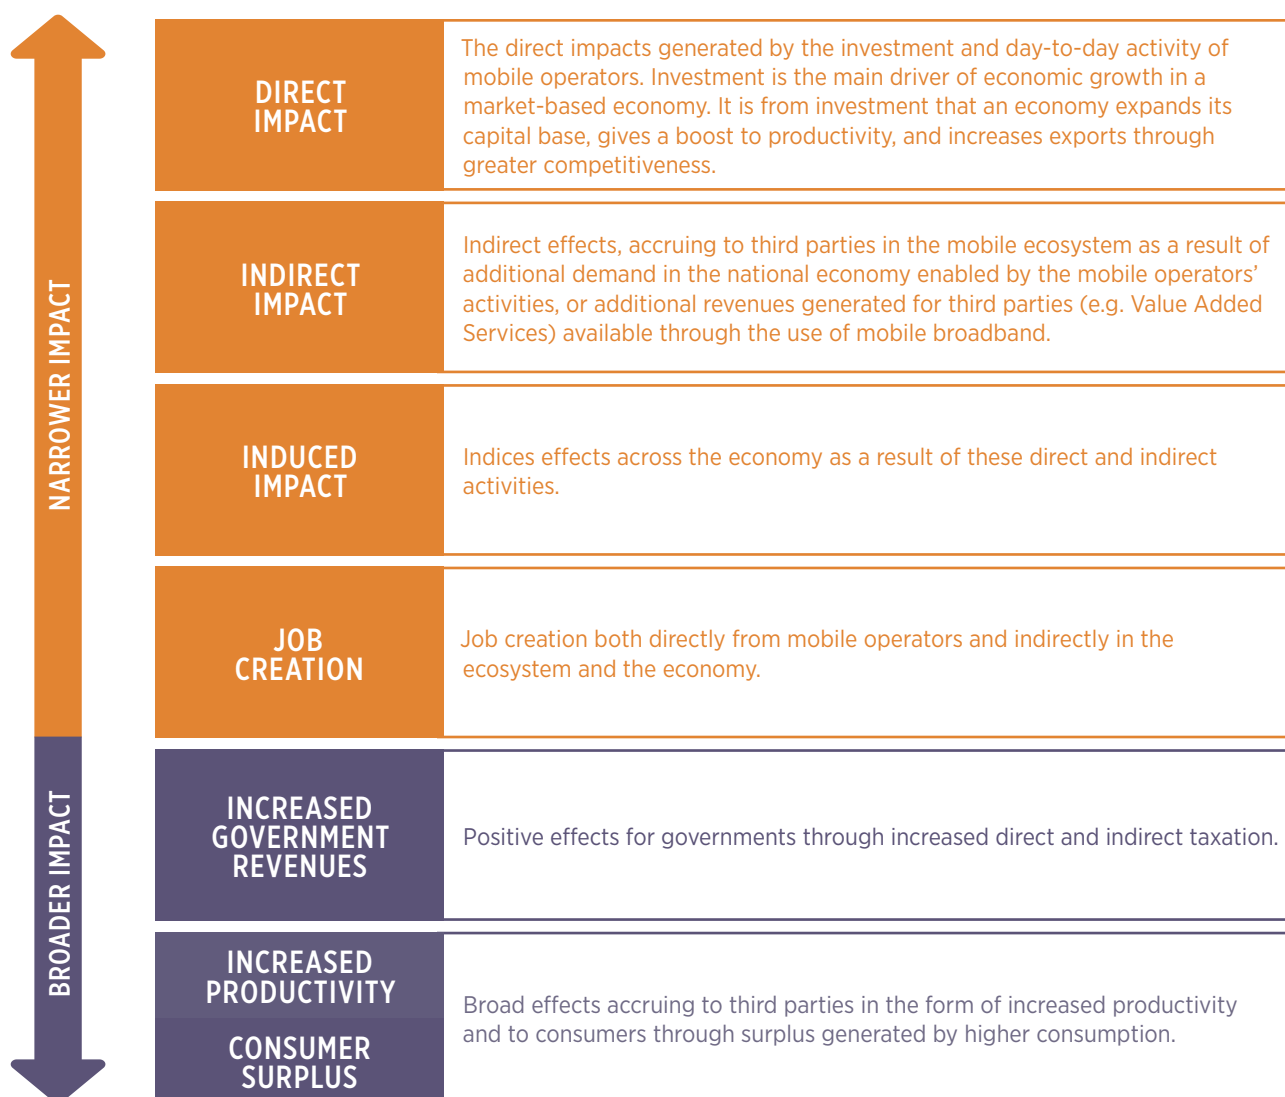 NARROWER IMPACT
BROADER IMPACT
DIRECT
IMPACT
The direct impacts generated by the investment and day-to-day activity of
mobile operators. Investment is the main driver of economic growth in a
market-based economy. It is from investment that an economy expands its
capital base, gives a boost to productivity, and increases exports through
greater competitiveness.
INDIRECT
IMPACT
Indirect effects, accruing to third parties in the mobile ecosystem as a result of
additional demand in the national economy enabled by the mobile operators’
activities, or additional revenues generated for third parties (e.g. Value Added
Services) available through the use of mobile broadband.
INDUCED
IMPACT
Indices effects across the economy as a result of these direct and indirect
activities.
JOB
CREATION
Job creation both directly from mobile operators and indirectly in the
ecosystem and the economy.
INCREASED
GOVERNMENT
REVENUES
Positive effects for governments through increased direct and indirect taxation.
INCREASED
PRODUCTIVITY
CONSUMER
SURPLUS
Broad effects accruing to third parties in the form of increased productivity
and to consumers through surplus generated by higher consumption.